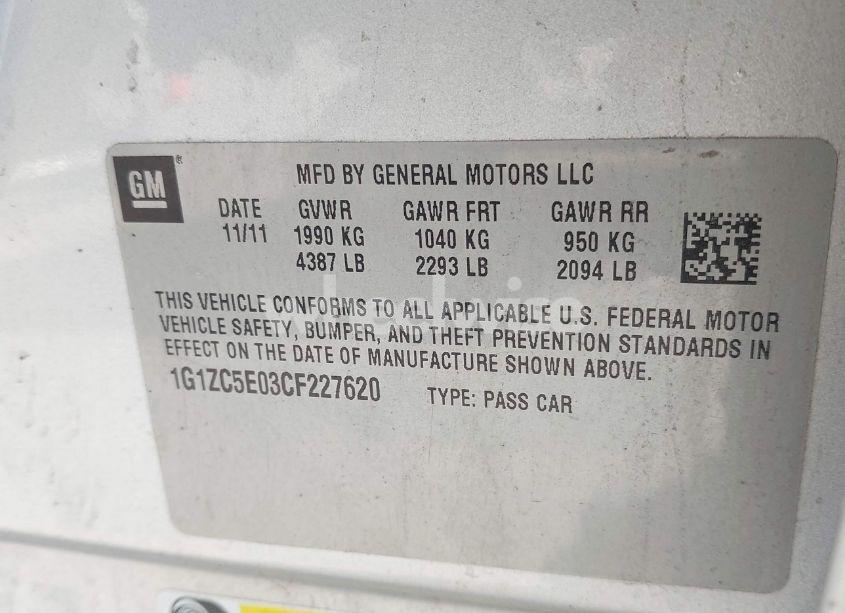 GM
MFD BY GENERAL MOTORS LLC
DATE GVWR GAWR FRT GAWR RR
11/11 1990 KG 1040 KG 950 KG
4387 LB 2293 LB 2094 LB
THIS VEHICLE CONFORMS TO ALL APPLICABLE U.S. FEDERAL MOTOR
VEHICLE SAFETY, BUMPER, AND THEFT PREVENTION STANDARDS IN
EFFECT ON THE DATE OF MANUFACTURE SHOWN ABOVE.
1G1ZC5E03CF227620 TYPE: PASS CAR